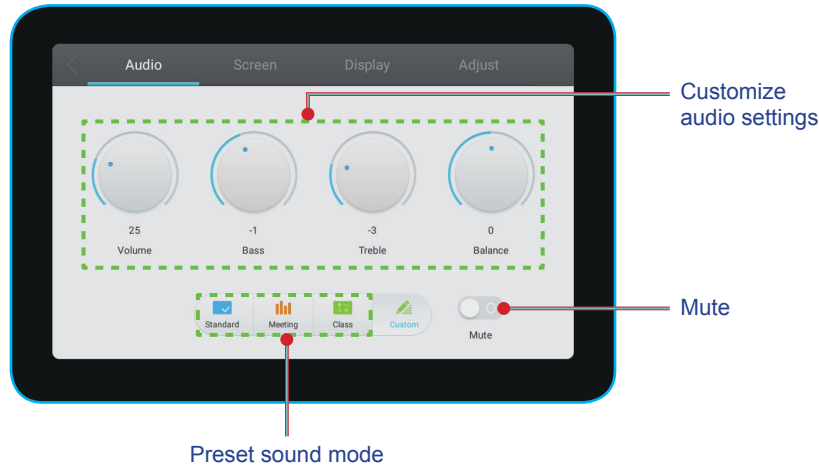 Audio Screen Display Adjust
Customize
audio settings
25 -1 -3 0
Volume Bass Treble Balance
Standard Meeting Class Custom
Mute
Mute
Preset sound mode